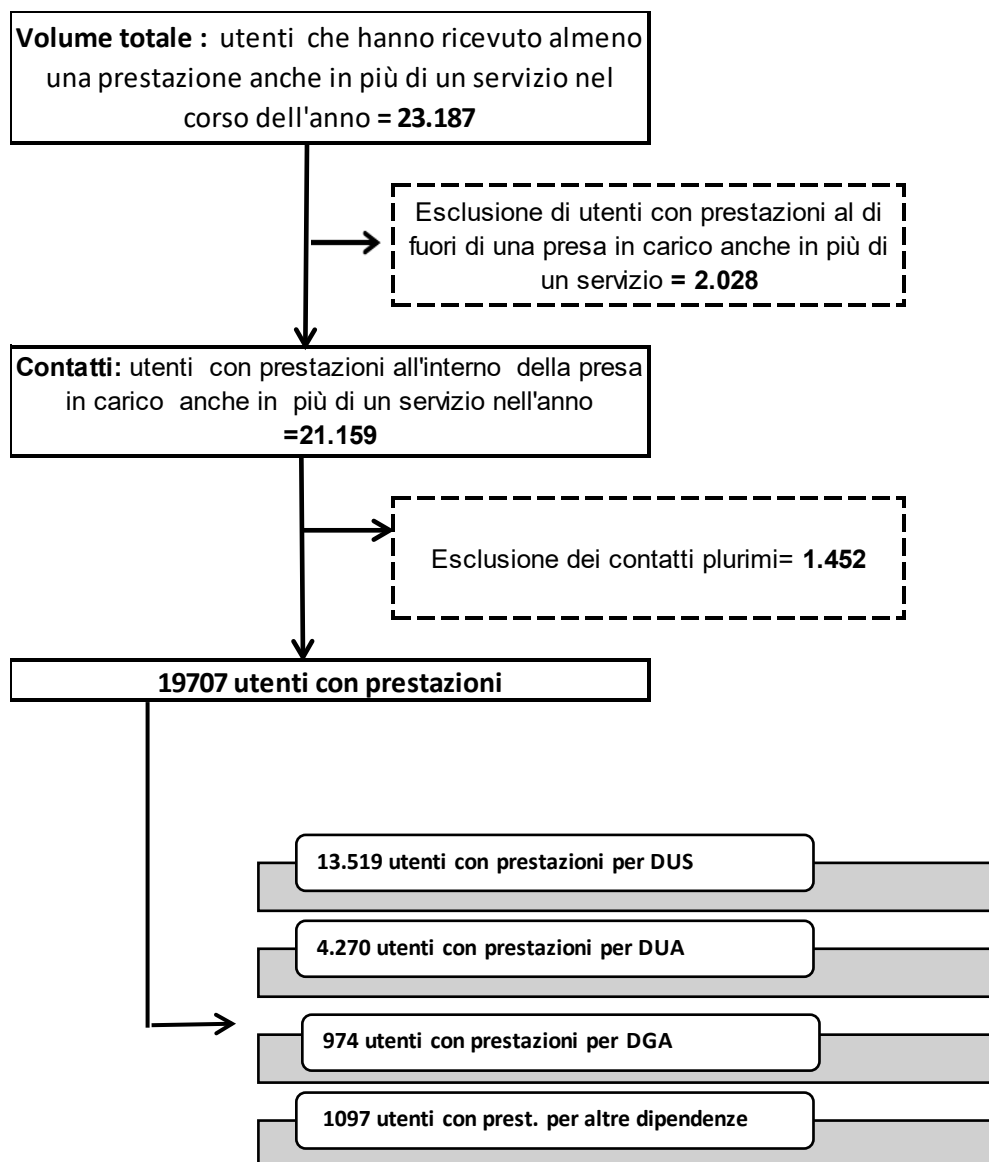 Volume totale : utenti che hanno ricevuto almeno
una prestazione anche in più di un servizio nel
corso dell'anno = 23.187
Esclusione di utenti con prestazioni al di
fuori di una presa in carico anche in più di
un servizio = 2.028
Contatti: utenti con prestazioni all'interno della presa
in carico anche in più di un servizio nell'anno
=21.159
Esclusione dei contatti plurimi= 1.452
19707 utenti con prestazioni
13.519 utenti con prestazioni per DUS
4.270 utenti con prestazioni per DUA
974 utenti con prestazioni per DGA
1097 utenti con prest. per altre dipendenze